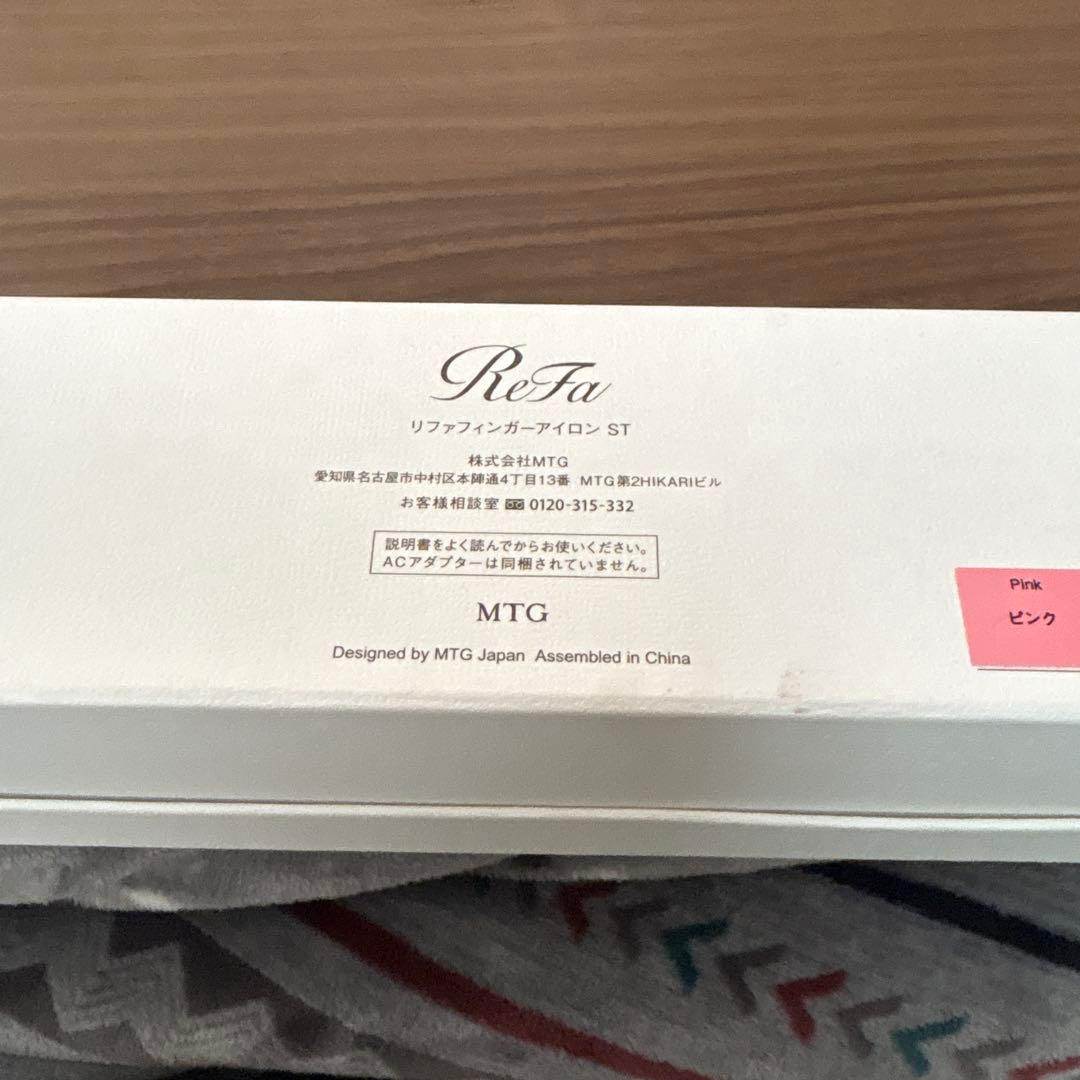 ReFa
リファフィンガーアイロン ST
株式会社MTG
愛知県名古屋市中村区本陣通4丁目13番 MTG第2HIKARIビル
お客様相談室 0120-315-332
説明書をよく読んでからお使いください。
ACアダプターは同梱されていません。
MTG
Designed by MTG Japan Assembled in China
Pink
ピンク